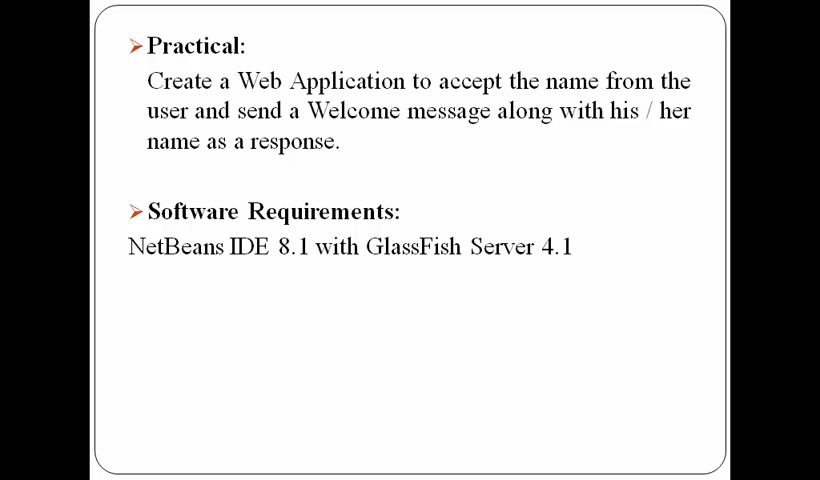 Practical:
Create a Web Application to accept the name from the
user and send a Welcome message along with his / her
name as a response.
Software Requirements:
NetBeans IDE 8.1 with GlassFish Server 4.1